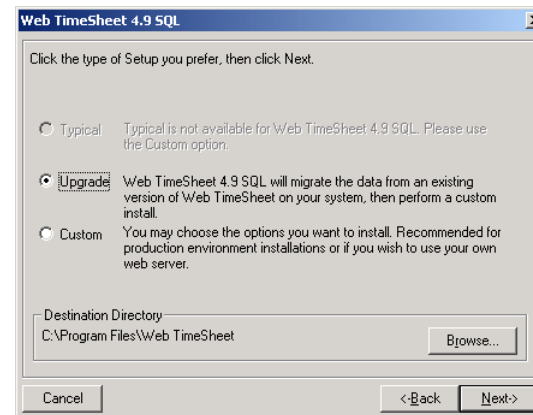 Web TimeSheet 4.9 SQL
Click the type of Setup you prefer, then click Next.
Typical Typical is not available for Web TimeSheet 4.9 SQL. Please use
the Custom option.
Upgrade Web TimeSheet 4.9 SQL will migrate the data from an existing
version of Web TimeSheet on your system, then perform a custom
install.
Custom You may choose the options you want to install. Recommended for
production environment installations or if you wish to use your own
web server.
Destination Directory
C:\Program Files\Web TimeSheet
Browse...
Cancel <-Back Next->